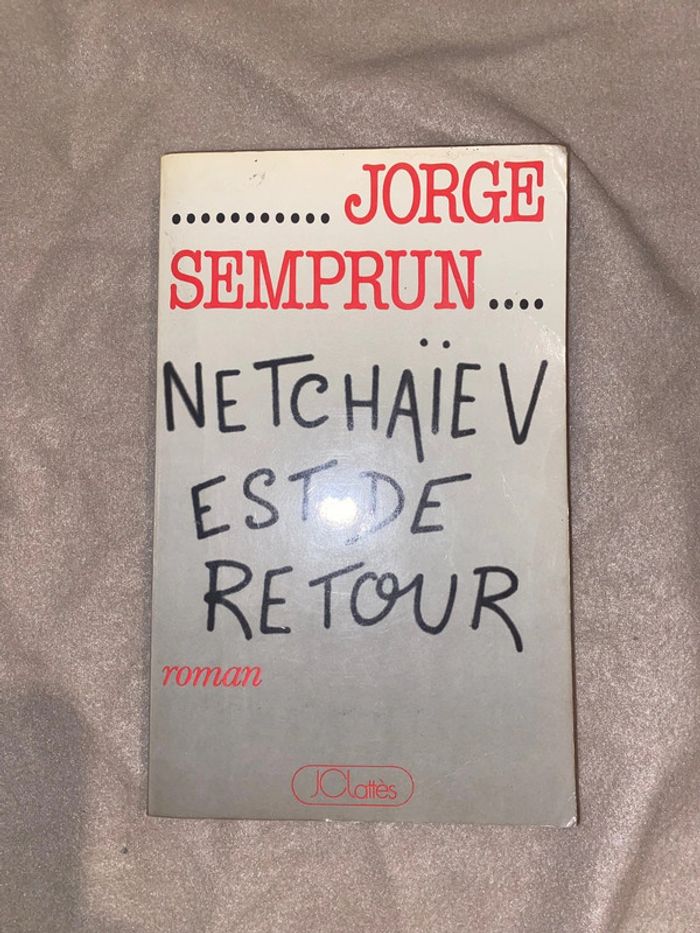 ........... JORGE
SEMPRUN ....
NETCHAÏEV
EST DE
RETOUR
roman
JCLattès